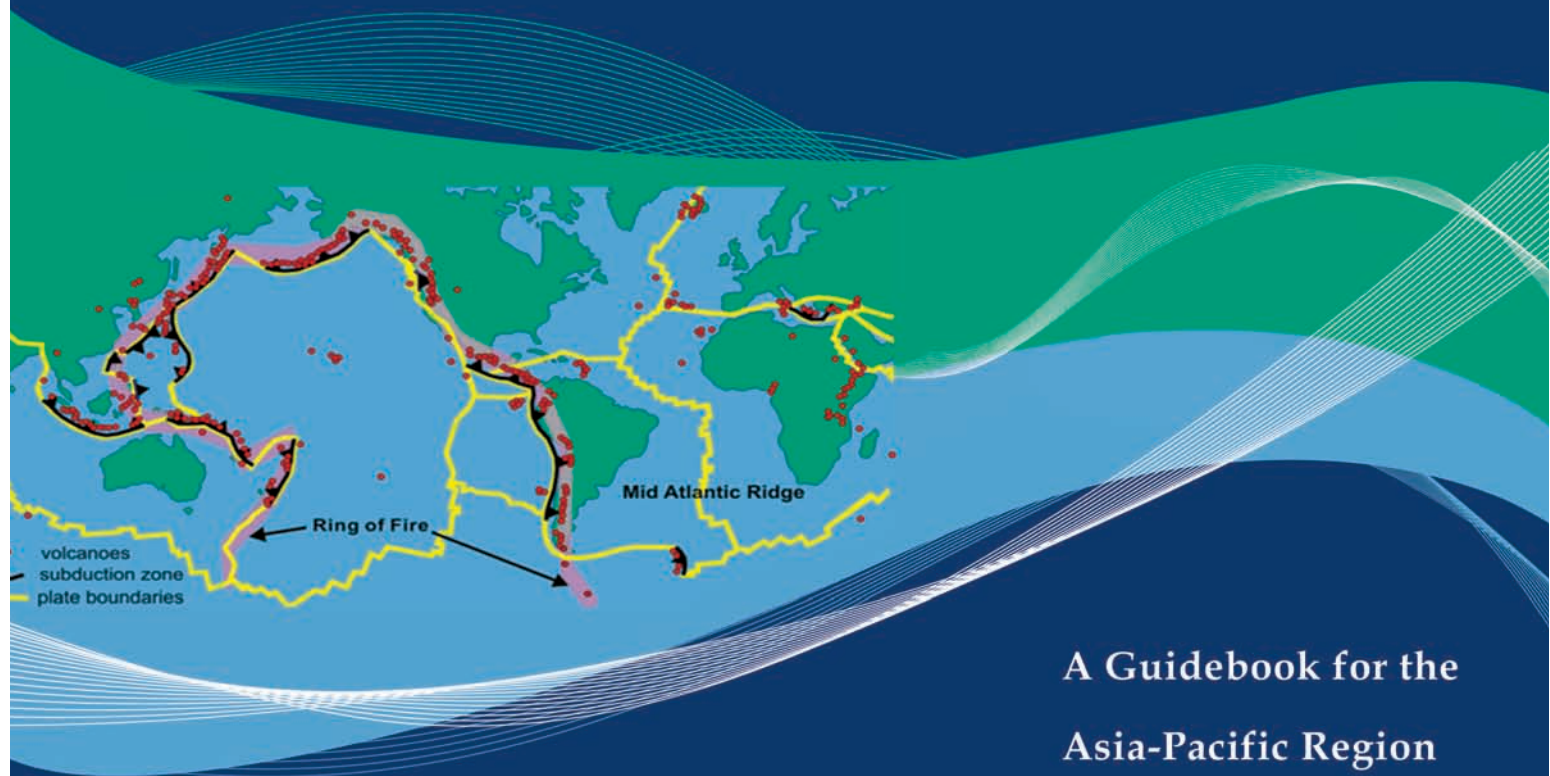 Mid Atlantic Ridge
Ring of Fire
volcanoes
subduction zone
plate boundaries
A Guidebook for the
Asia-Pacific Region